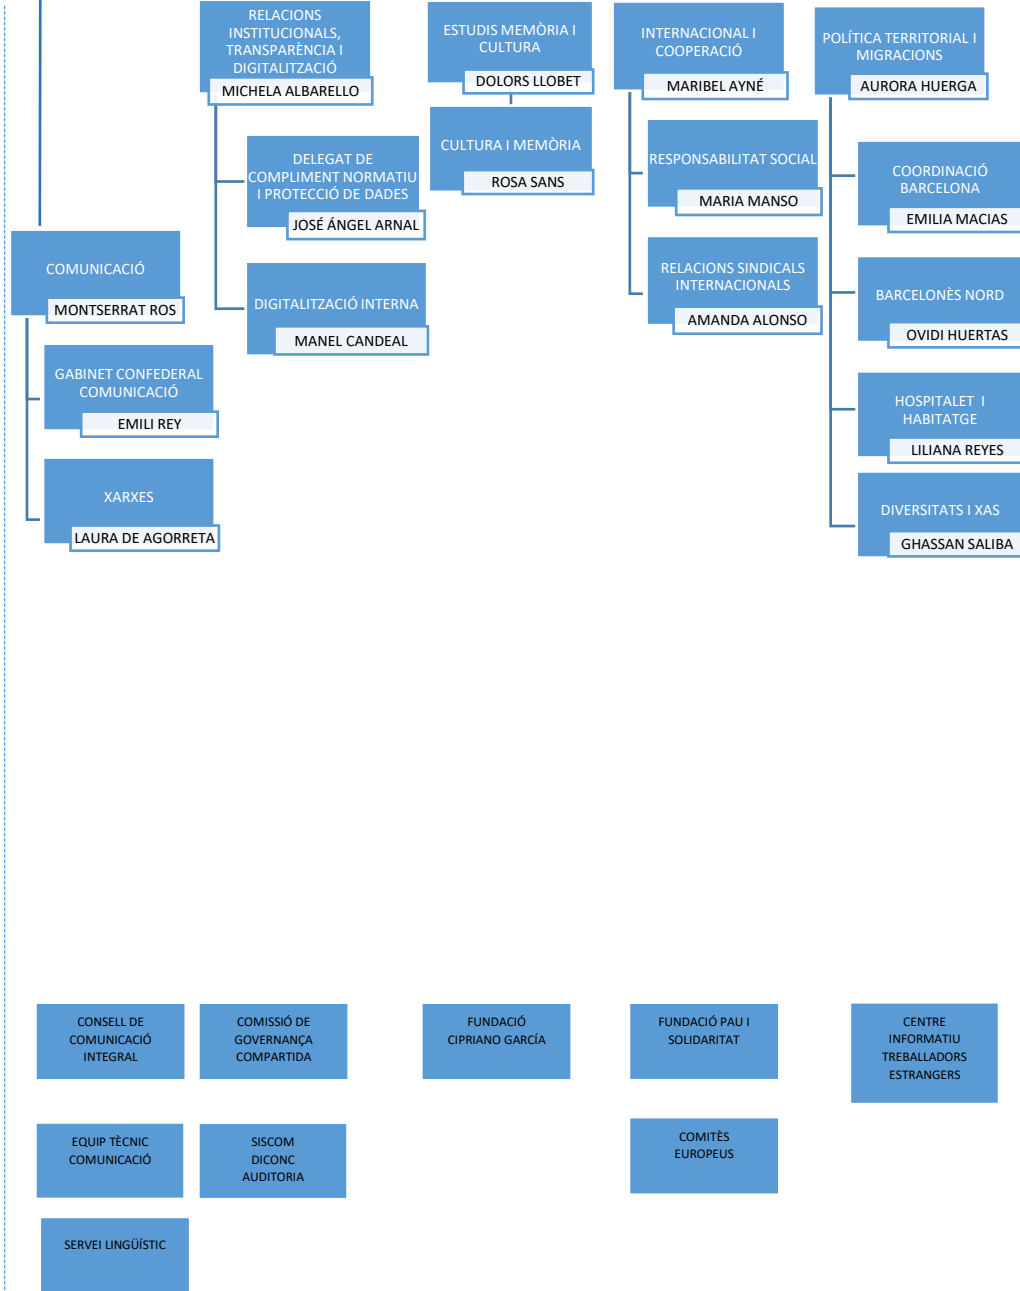 RELACIONS
INSTITUCIONALS,
TRANSPARÈNCIA I
DIGITALITZACIÓ
MICHELA ALBARELLO
DELEGAT DE
COMPLIMENT NORMATIU
I PROTECCIÓ DE DADES
JOSÉ ÁNGEL ARNAL
DIGITALITZACIÓ INTERNA
MANEL CANDEAL
ESTUDIS MEMÒRIA I
CULTURA
DOLORS LLOBET
CULTURA I MEMÒRIA
ROSA SANS
INTERNACIONAL I
COOPERACIÓ
MARIBEL AYNÉ
RESPONSABILITAT SOCIAL
MARIA MANSO
RELACIONS SINDICALS
INTERNACIONALS
AMANDA ALONSO
POLÍTICA TERRITORIAL I
MIGRACIONS
AURORA HUERGA
COORDINACIÓ
BARCELONA
EMILIA MACIAS
BARCELONÈS NORD
OVIDI HUERTAS
HOSPITALET I
HABITATGE
LILIANA REYES
DIVERSITATS I XAS
GHASSAN SALIBA
COMUNICACIÓ
MONTSERRAT ROS
GABINET CONFEDERAL
COMUNICACIÓ
EMILI REY
XARXES
LAURA DE AGORRETA
CONSELL DE
COMUNICACIÓ
INTEGRAL
COMISSIÓ DE
GOVERNANÇA
COMPARTIDA
FUNDACIÓ
CIPRIANO GARCÍA
FUNDACIÓ PAU I
SOLIDARITAT
CENTRE
INFORMATIU
TREBALLADORS
ESTRANGERS
EQUIP TÈCNIC
COMUNICACIÓ
SISCOM
DICONC
AUDITORIA
COMITÈS
EUROPEUS
SERVEI LINGÜÍSTIC